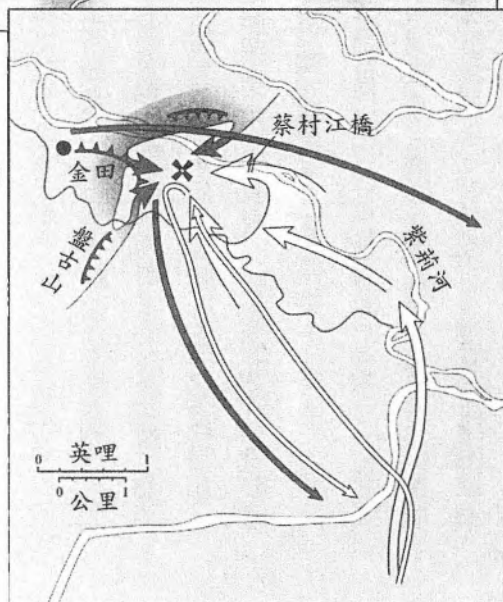 蔡村江橋
金田
紫荊河
盤古山
0 英哩 1
0 公里 1